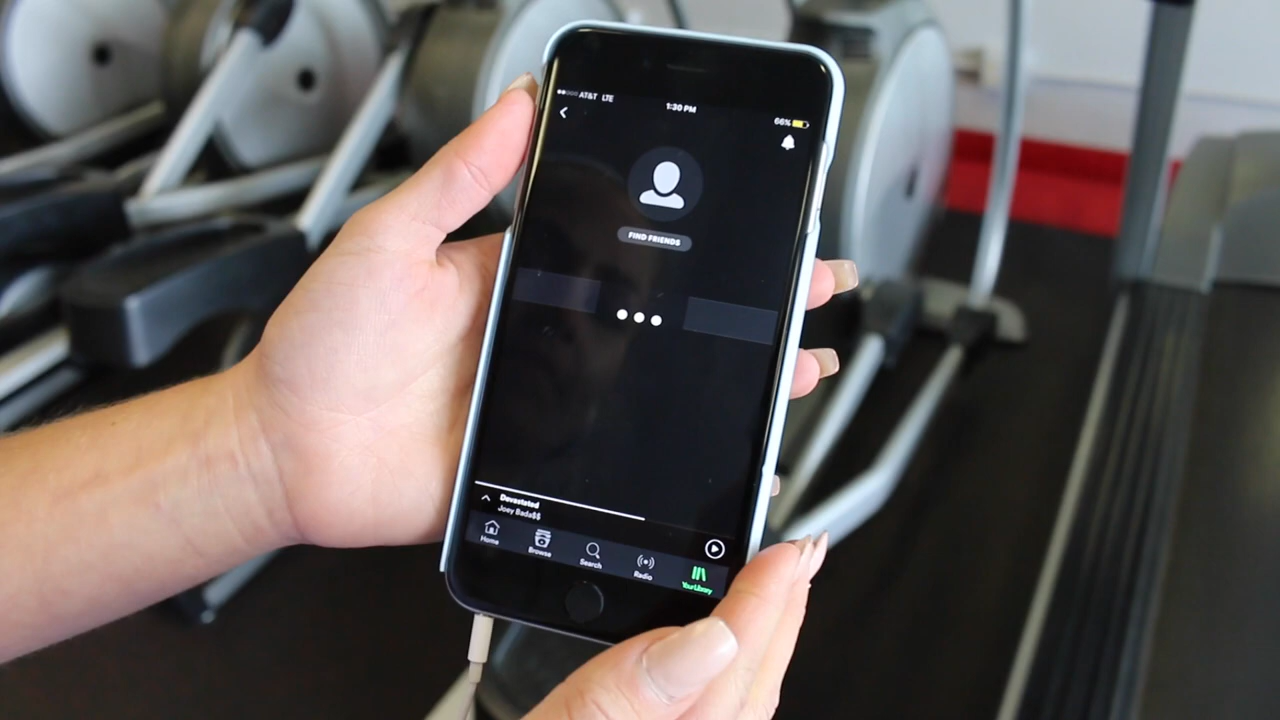 AT&T LTE
1:30 PM
66%
FIND FRIENDS
Devastated
Joey Bada$$
Home
Browse
Search
Radio
Your Library